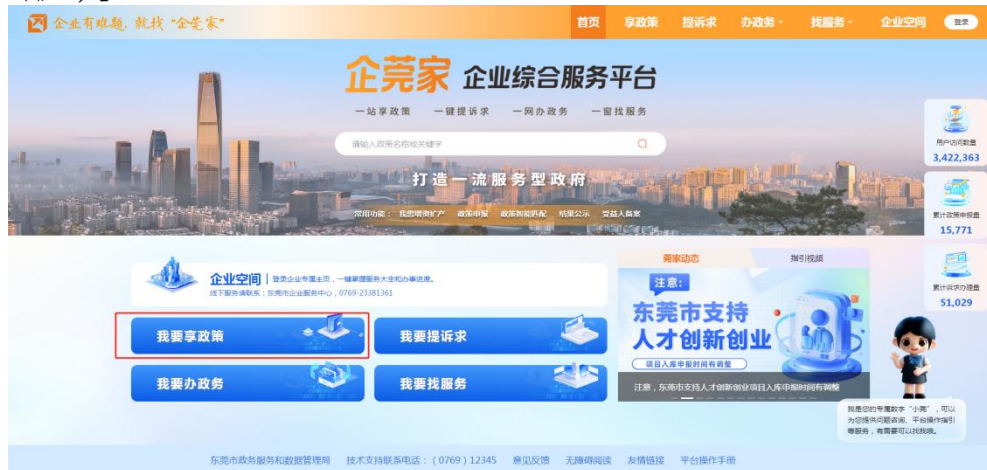 企业有难题，就找“企莞家”
首页 享政策 提诉求 办政务 找服务 企业空间 登录
企莞家 企业综合服务平台
一站享政策 一键提诉求 一网办政务 一窗找服务
请输入政策名称或关键字
打造一流服务型政府
常用功能： 我想增资扩产 政策申报 政策智能匹配 结果公示 受益人备案
用户访问数量
3,422,363
累计政策申报量
15,771
累计诉求办理量
51,029
企业空间 | 登录企业专属主页，一键掌握服务大全和办事进度。
线下服务请联系：东莞市企业服务中心，0769-23381361
我要享政策
我要提诉求
我要办政务
我要找服务
莞家动态 指引视频
注意：
东莞市支持
人才创新创业
项目入库申报时间有调整
注意，东莞市支持人才创新创业项目入库申报时间有调整
我是您的专属数字“小莞”，可以
为您提供问题咨询、平台操作指引
等服务，有需要可以找我哦。
东莞市政务服务和数据管理局 技术支持联系电话：（0769）12345 意见反馈 无障碍阅读 友情链接 平台操作手册